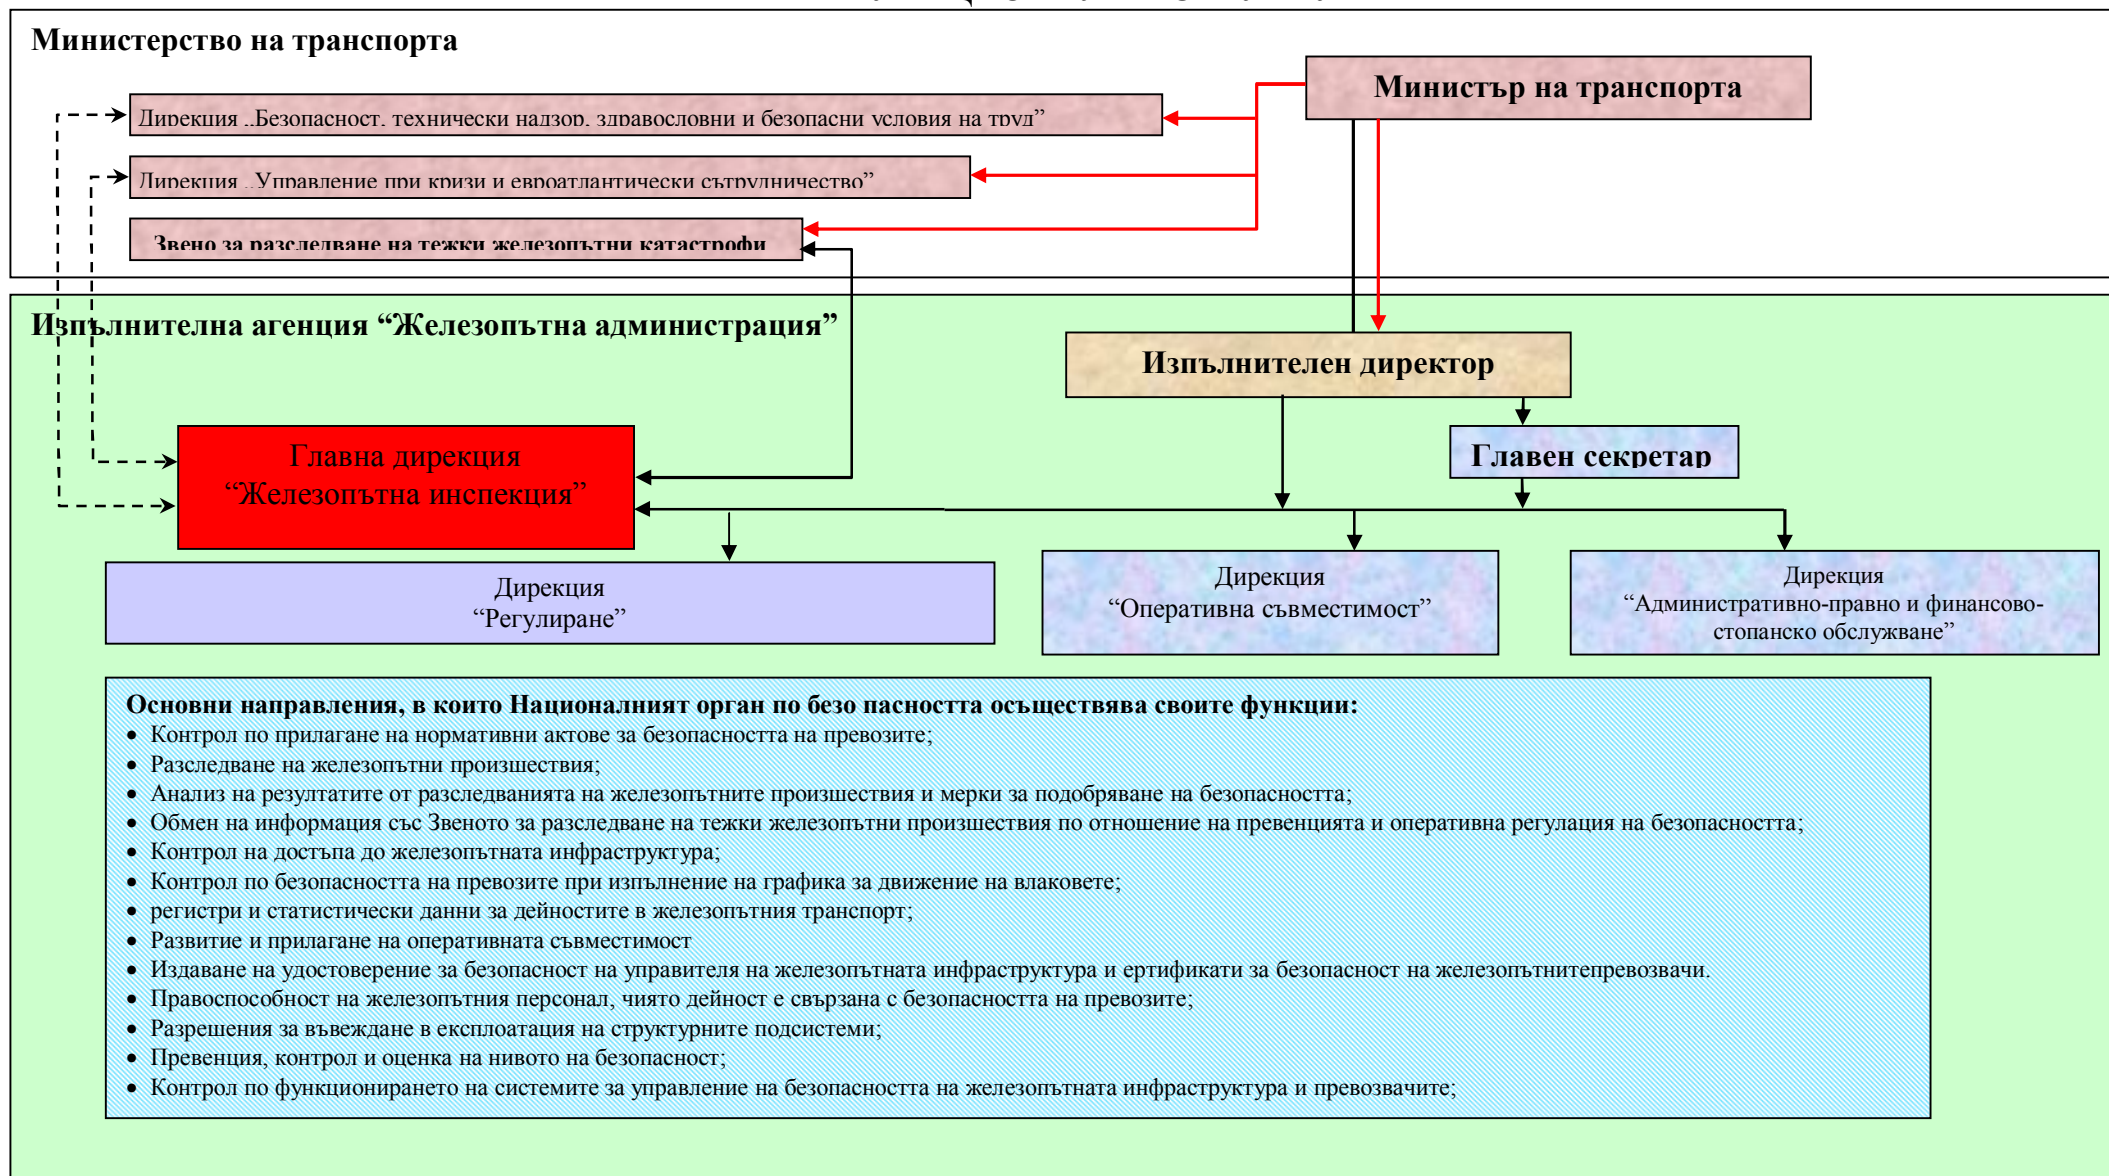 Министерство на транспорта
Министър на транспорта
Дирекция „Безопасност, технически надзор, здравословни и безопасни условия на труд”
Дирекция „Управление при кризи и евроатлантически сътрудничество”
Звено за разследване на тежки железопътни катастрофи
Изпълнителна агенция “Железопътна администрация”
Изпълнителен директор
Главен секретар
Главна дирекция
“Железопътна инспекция”
Дирекция
“Регулиране”
Дирекция
“Оперативна съвместимост”
Дирекция
“Административно-правно и финансово-
стопанско обслужване”
Основни направления, в които Националният орган по безо пасността осъществява своите функции:
• Контрол по прилагане на нормативни актове за безопасността на превозите;
• Разследване на железопътни произшествия;
• Анализ на резултатите от разследванията на железопътните произшествия и мерки за подобряване на безопасността;
• Обмен на информация със Звеното за разследване на тежки железопътни произшествия по отношение на превенцията и оперативна регулация на безопасността;
• Контрол на достъпа до железопътната инфраструктура;
• Контрол по безопасността на превозите при изпълнение на графика за движение на влаковете;
• регистри и статистически данни за дейностите в железопътния транспорт;
• Развитие и прилагане на оперативната съвместимост
• Издаване на удостоверение за безопасност на управителя на железопътната инфраструктура и ертификати за безопасност на железопътнитепревозвачи.
• Правоспособност на железопътния персонал, чиято дейност е свързана с безопасността на превозите;
• Разрешения за въвеждане в експлоатация на структурните подсистеми;
• Превенция, контрол и оценка на нивото на безопасност;
• Контрол по функционирането на системите за управление на безопасността на железопътната инфраструктура и превозвачите;